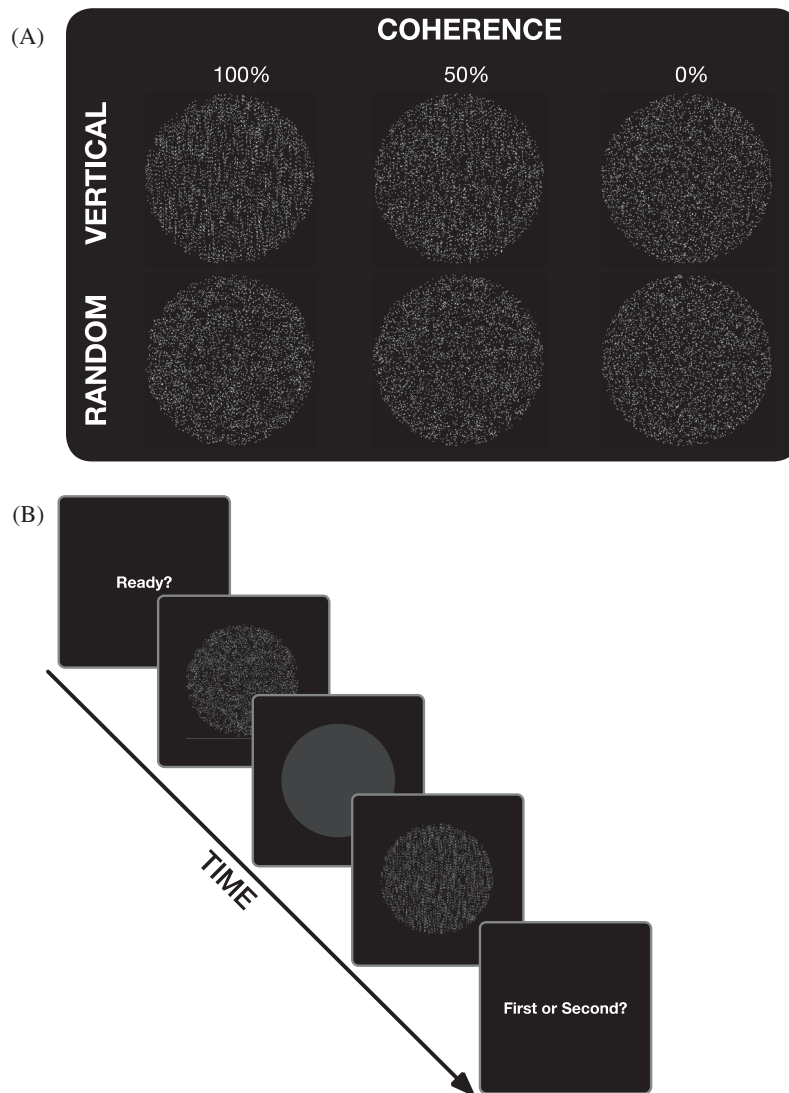 (A)
COHERENCE
100% 50% 0%
VERTICAL
RANDOM
(B)
Ready?
TIME
First or Second?